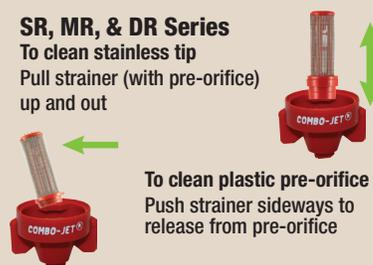 SR, MR, & DR Series
To clean stainless tip
Pull strainer (with pre-orifice)
up and out
COMBO-JET®
To clean plastic pre-orifice
Push strainer sideways to
release from pre-orifice
COMBO-JET®